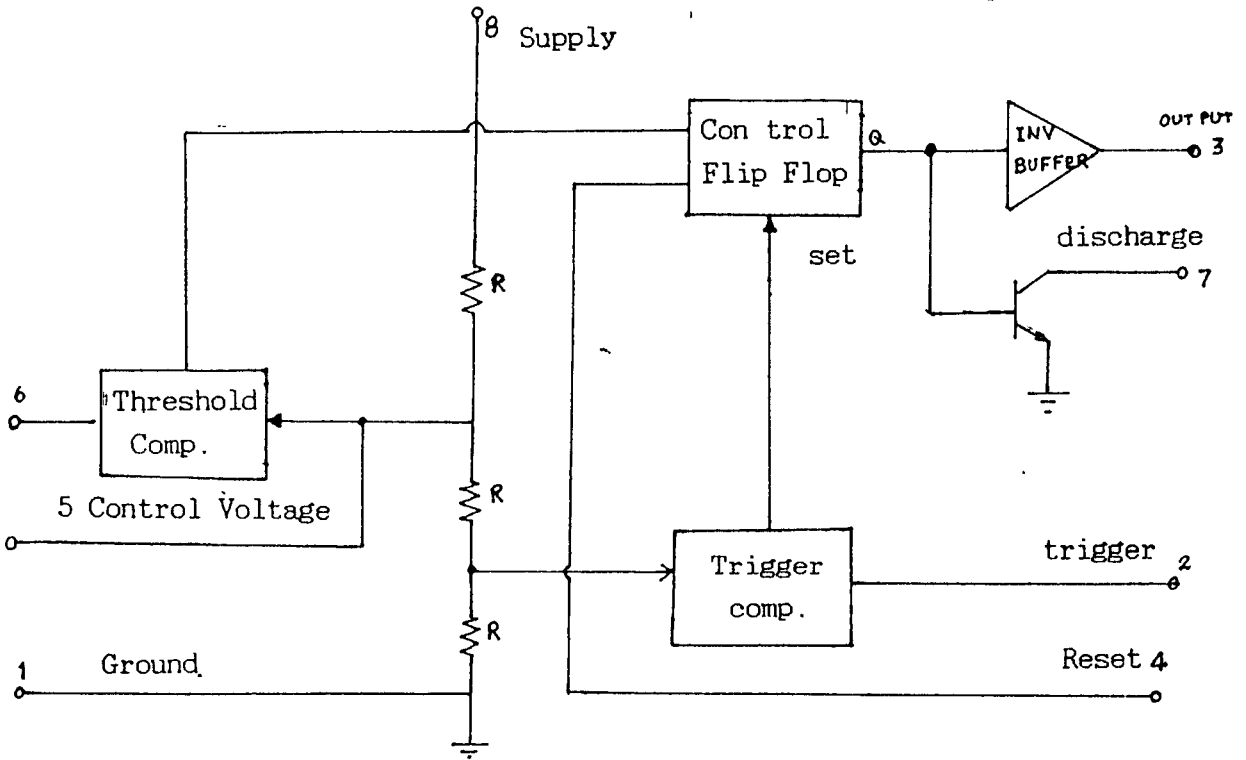 8 Supply
Con trol
Flip Flop
Q
INV
BUFFER
OUT PUT
3
set
discharge
7
R
6
Threshold
Comp.
5 Control Voltage
R
Trigger
comp.
trigger
2
R
1
Ground
Reset 4